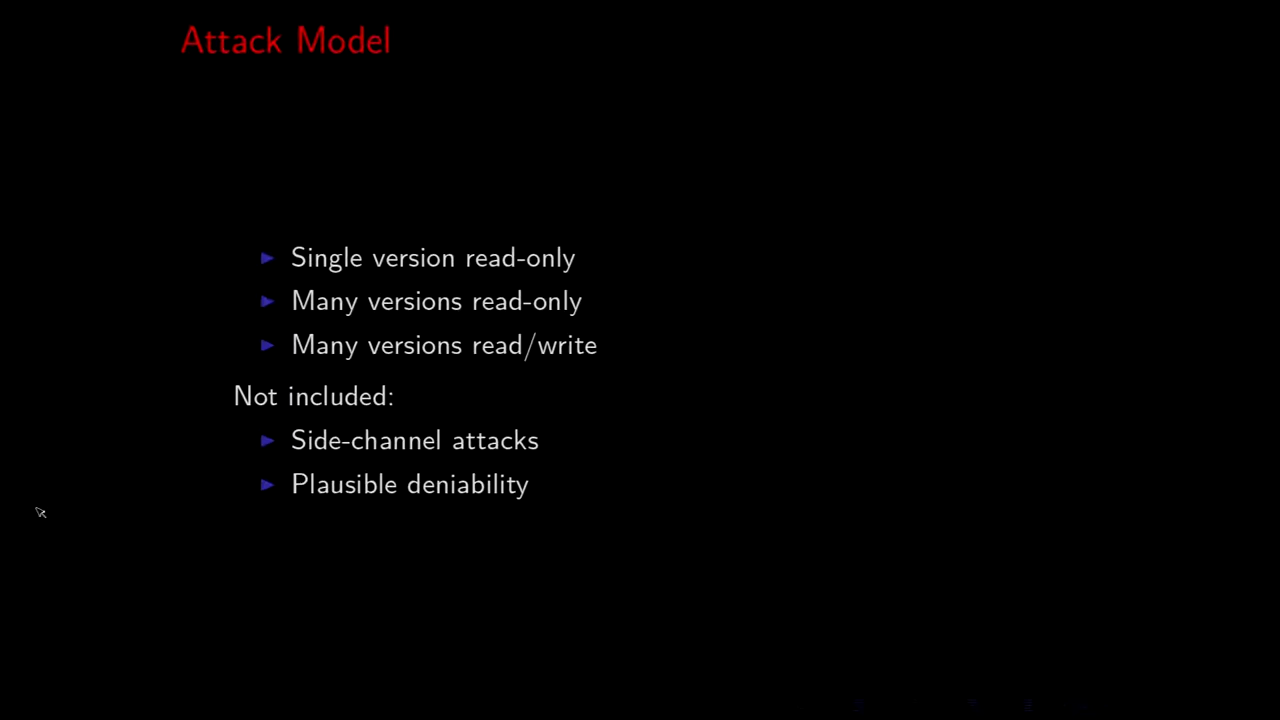 Attack Model
Single version read-only
Many versions read-only
Many versions read/write
Not included:
Side-channel attacks
Plausible deniability